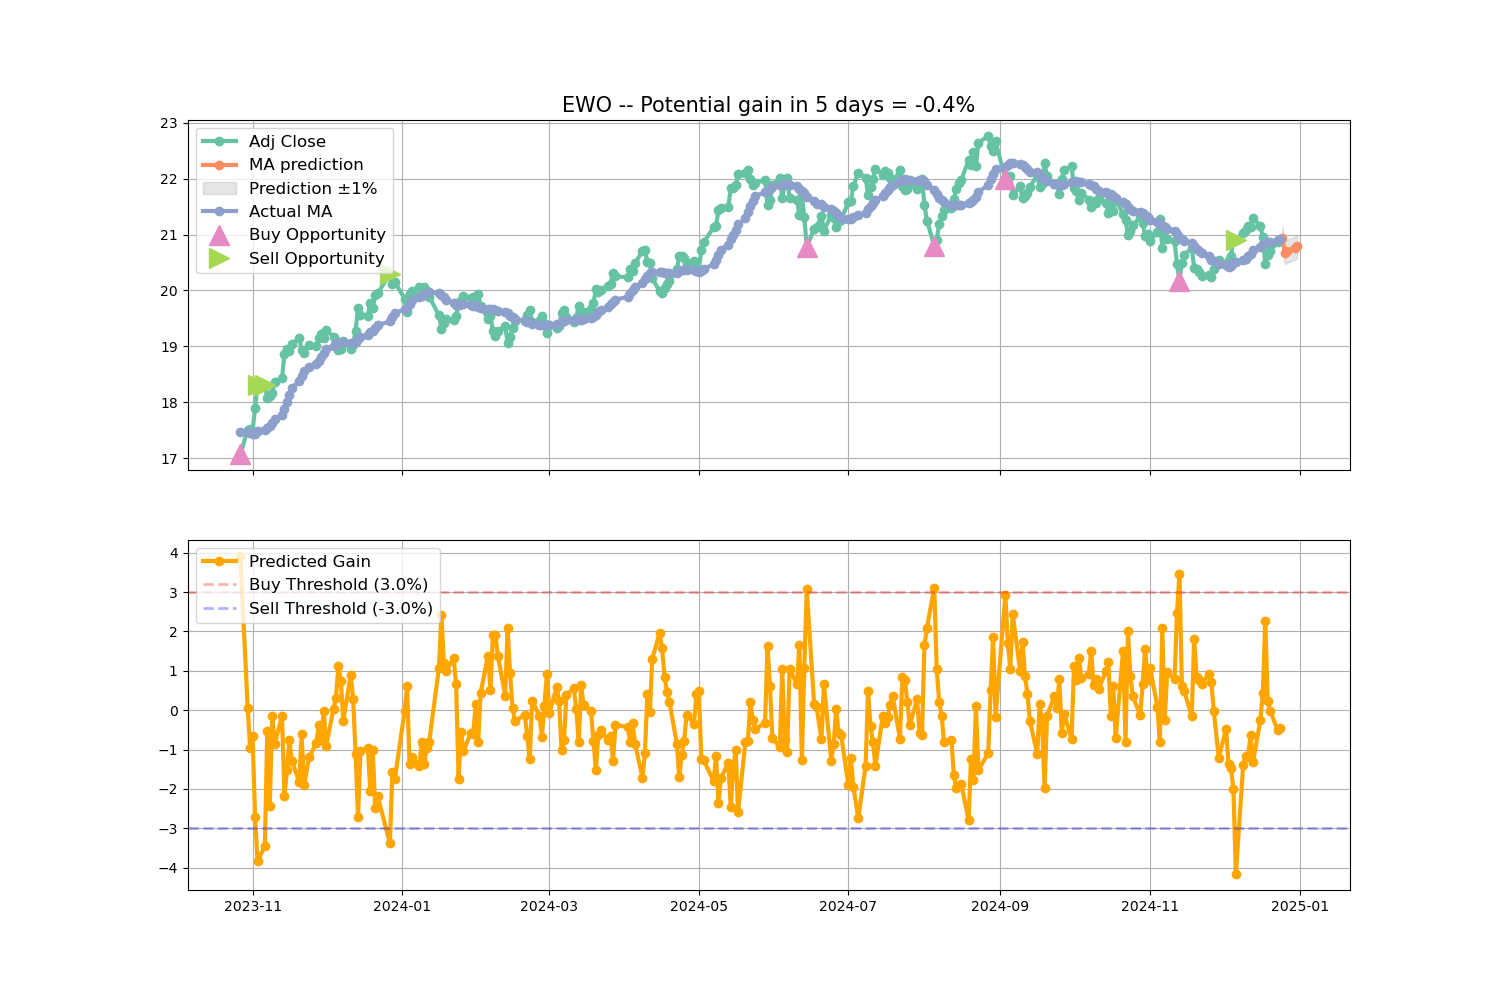 EWO -- Potential gain in 5 days = -0.4%
23
22
21
20
19
18
17
Adj Close
MA prediction
Prediction ±1%
Actual MA
Buy Opportunity
Sell Opportunity
4
3
2
1
0
−1
−2
−3
−4
Predicted Gain
Buy Threshold (3.0%)
Sell Threshold (-3.0%)
2023-11
2024-01
2024-03
2024-05
2024-07
2024-09
2024-11
2025-01